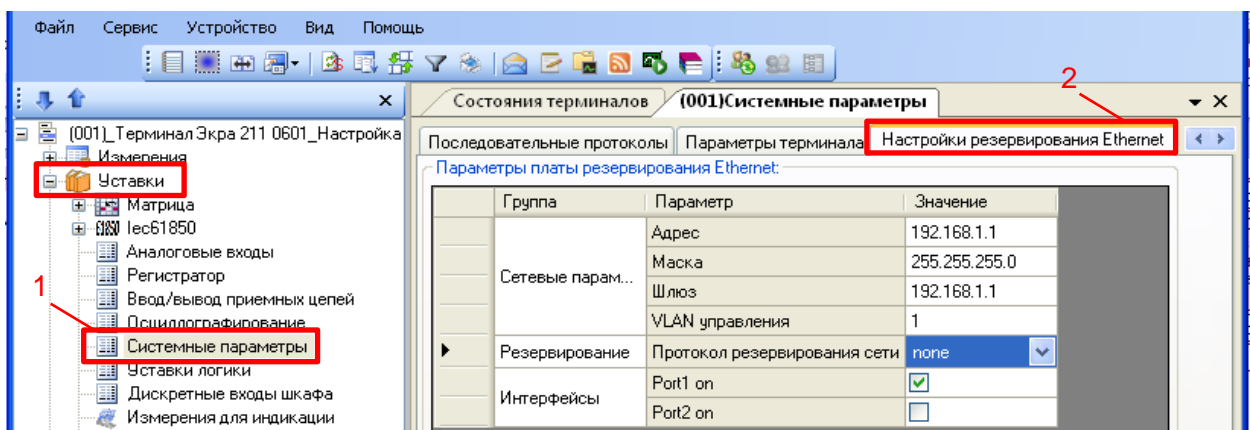 Файл Сервис Устройство Вид Помощь
2
Состояния терминалов (001)Системные параметры
(001)_Терминал Экра 211 0601_Настройка
Последовательные протоколы Параметры терминала Настройки резервирования Ethernet
Измерения
Параметры платы резервирования Ethernet:
Уставки
Группа Параметр Значение
Матрица
Iec61850
Адрес 192.168.1.1
Аналоговые входы
Маска 255.255.255.0
Сетевые парам...
Регистратор
1
Шлюз 192.168.1.1
Ввод/вывод приемных цепей
Осциллографирование
VLAN управления 1
Системные параметры
Резервирование Протокол резервирования сети none
Уставки логики
Port1 on
Интерфейсы
Дискретные входы шкафа
Port2 on
Измерения для индикации